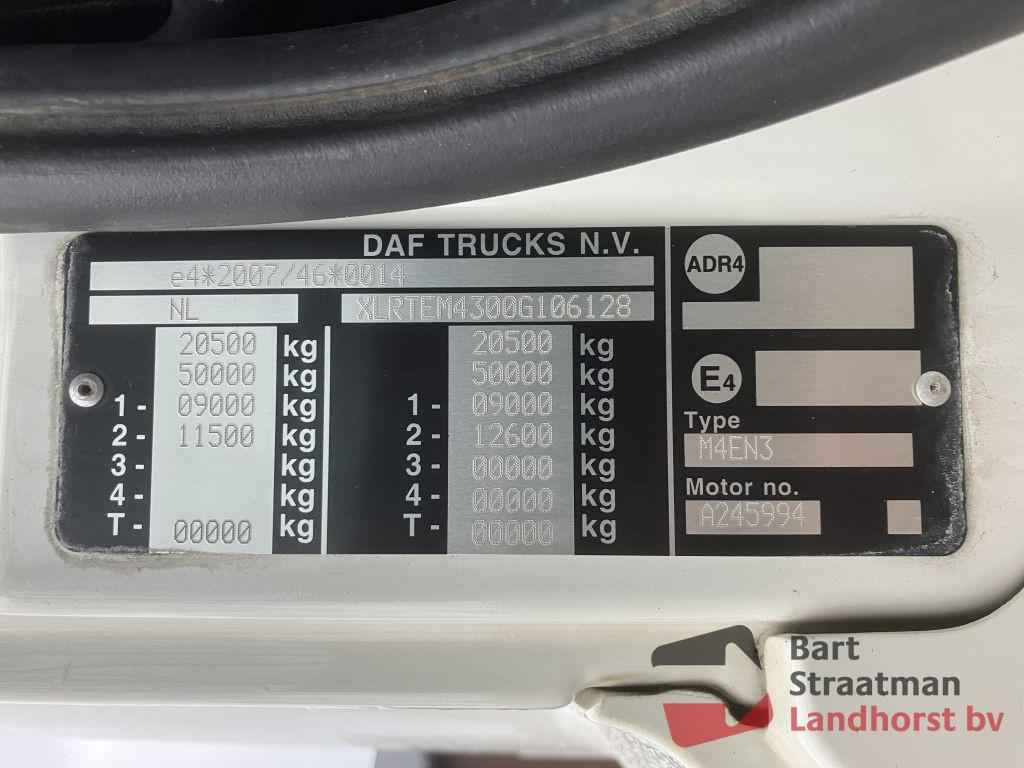 DAF TRUCKS N.V.
e4*2007/46*0014
NL XLRTEM4300G106128
20500 kg 20500 kg
50000 kg 50000 kg
1- 09000 kg 1- 09000 kg
2- 11500 kg 2- 12600 kg
3- kg 3- 00000 kg
4- kg 4- 00000 kg
T- 00000 kg T- 00000 kg
ADR4
E4
Type
M4EN3
Motor no.
A245994
Bart
Straatman
Landhorst bv